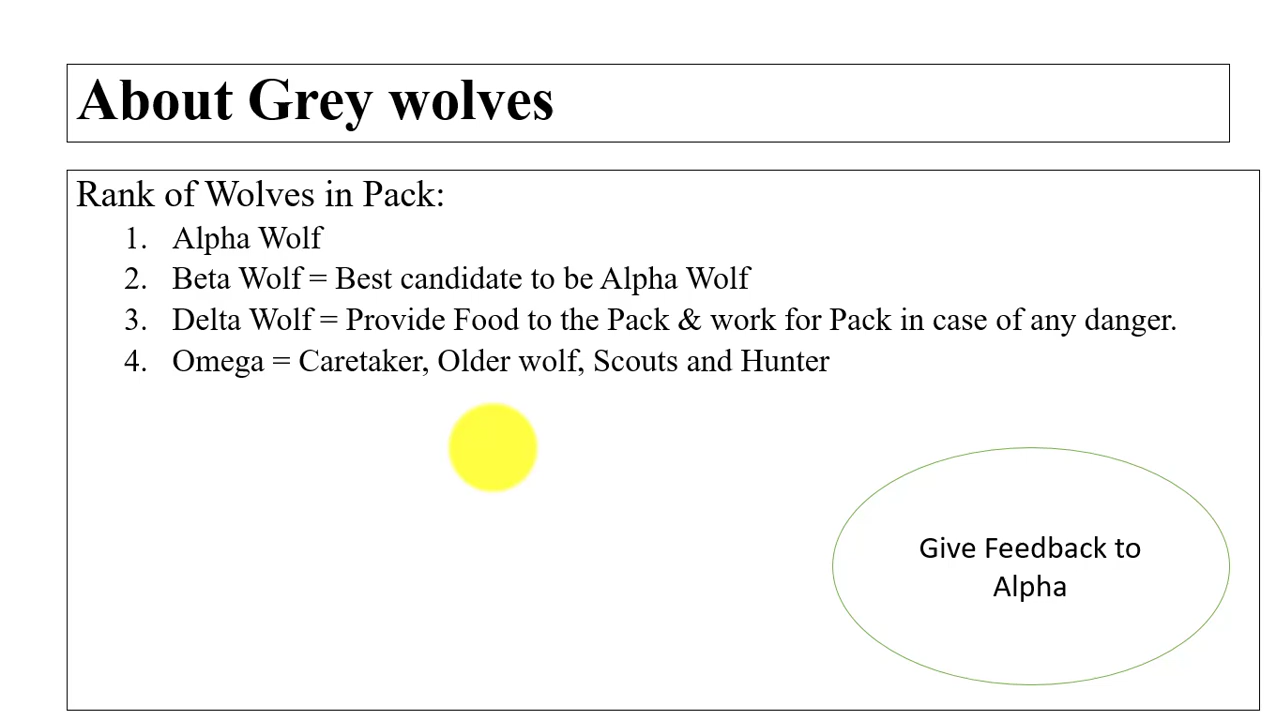 About Grey wolves
Rank of Wolves in Pack:
1. Alpha Wolf
2. Beta Wolf = Best candidate to be Alpha Wolf
3. Delta Wolf = Provide Food to the Pack & work for Pack in case of any danger.
4. Omega = Caretaker, Older wolf, Scouts and Hunter
Give Feedback to
Alpha